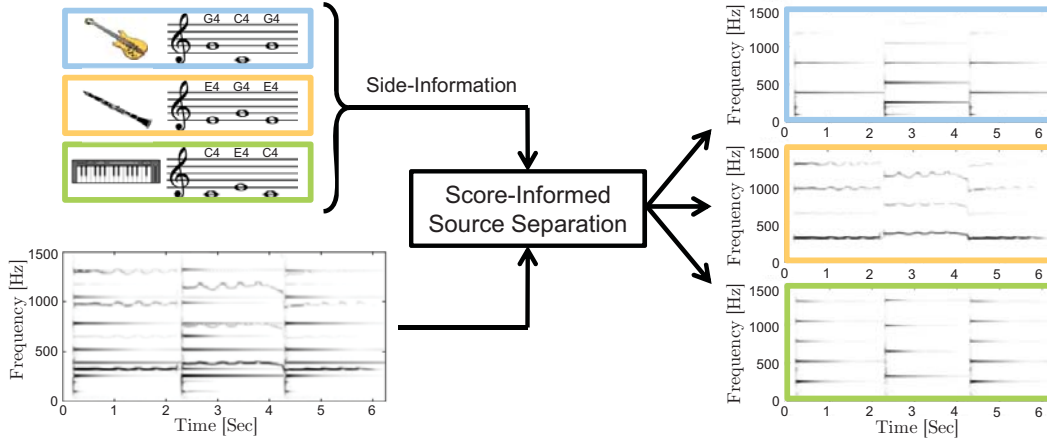 G4 C4 G4
E4 G4 E4
C4 E4 C4
Side-Information
Score-Informed
Source Separation
1500
1000
500
0
Frequency [Hz]
0 1 2 3 4 5 6
Time [Sec]
1500
1000
500
0
Frequency [Hz]
0 1 2 3 4 5 6
1500
1000
500
0
Frequency [Hz]
0 1 2 3 4 5 6
1500
1000
500
0
Frequency [Hz]
0 1 2 3 4 5 6
Time [Sec]